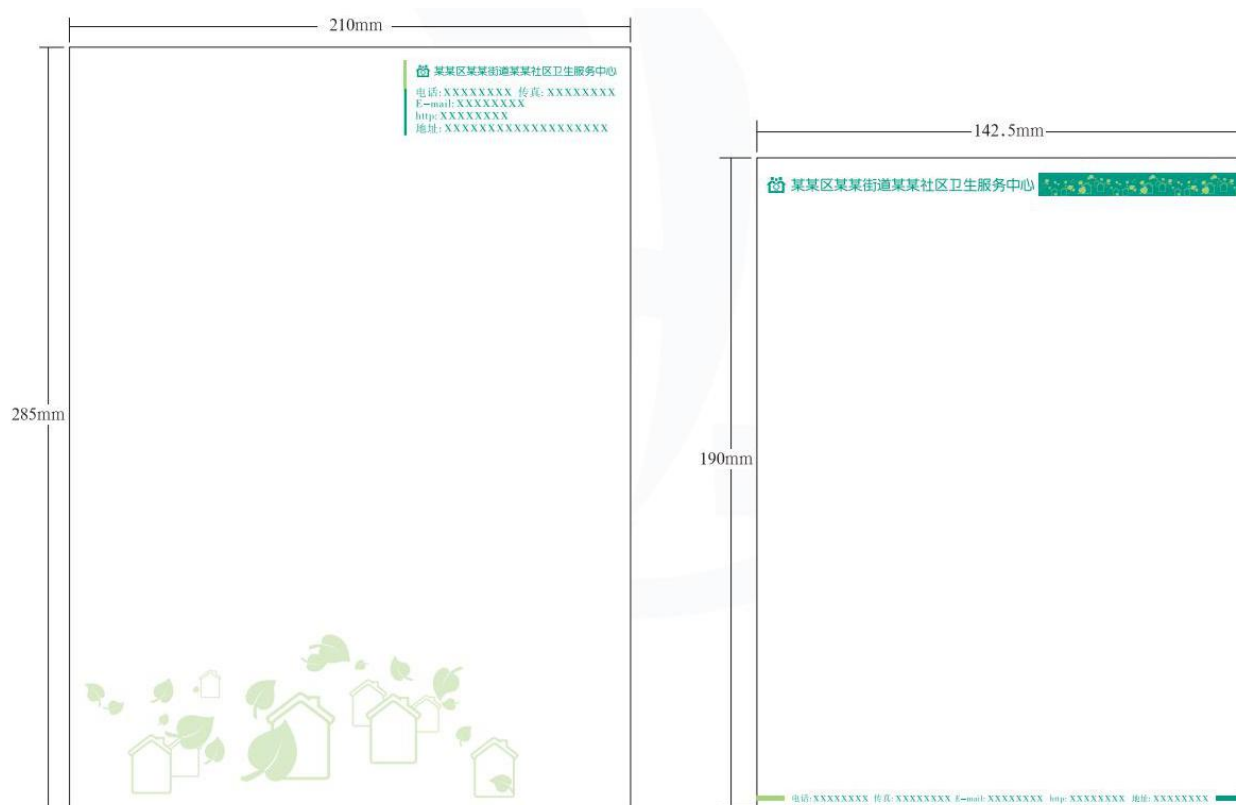 210mm
某某区某某街道某某社区卫生服务中心
电话:XXXXXXXX 传真:XXXXXXXX
E-mail:XXXXXXXX
http:XXXXXXXX
地址:XXXXXXXXXXXXXXXXXXX
285mm
142.5mm
某某区某某街道某某社区卫生服务中心
190mm
电话:XXXXXXXX 传真:XXXXXXXX E-mail:XXXXXXXX http:XXXXXXXX 地址:XXXXXXXX